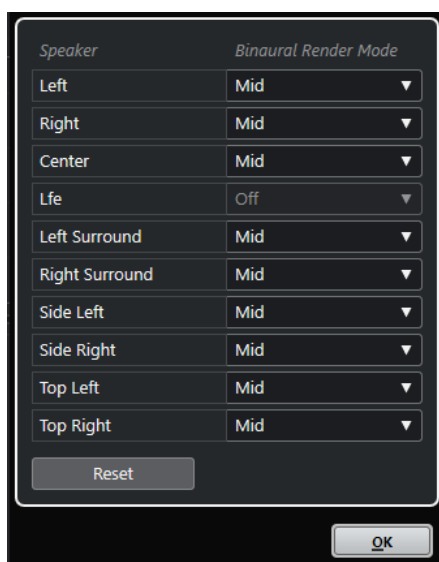 Speaker Binaural Render Mode
Left Mid
Right Mid
Center Mid
Lfe Off
Left Surround Mid
Right Surround Mid
Side Left Mid
Side Right Mid
Top Left Mid
Top Right Mid
Reset
OK